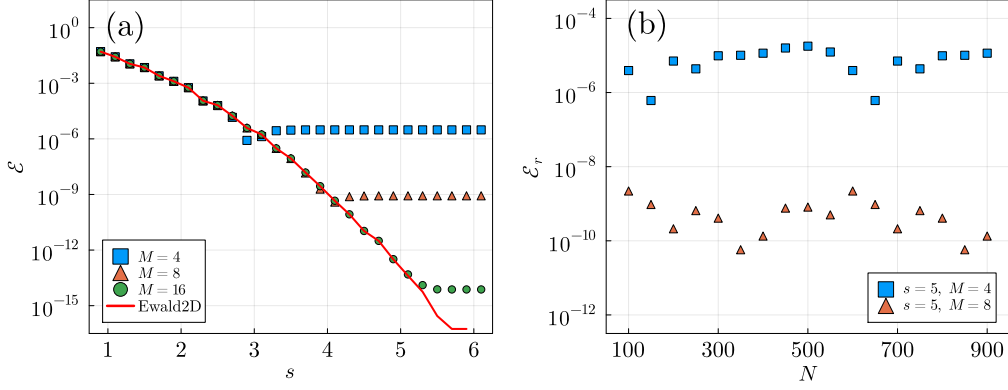 (a)
10^0
10^{-3}
10^{-6}
10^{-9}
10^{-12}
10^{-15}
ℰ
M = 4
M = 8
M = 16
Ewald2D
1 2 3 4 5 6
s
(b)
10^{-4}
10^{-6}
10^{-8}
10^{-10}
10^{-12}
ℰ_r
s = 5, M = 4
s = 5, M = 8
100 300 500 700 900
N